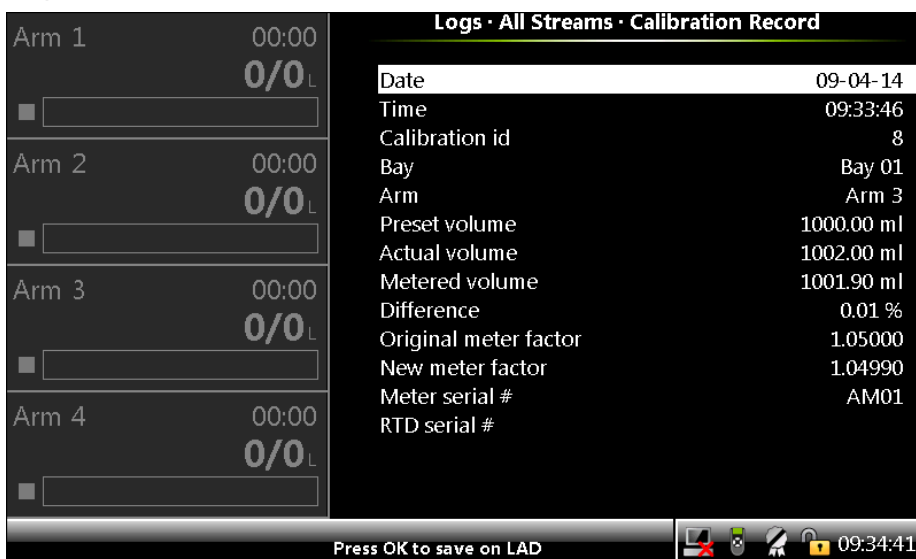 Arm 1 00:00
0/0 L
Arm 2 00:00
0/0 L
Arm 3 00:00
0/0 L
Arm 4 00:00
0/0 L
Logs · All Streams · Calibration Record
Date 09-04-14
Time 09:33:46
Calibration id 8
Bay Bay 01
Arm Arm 3
Preset volume 1000.00 ml
Actual volume 1002.00 ml
Metered volume 1001.90 ml
Difference 0.01 %
Original meter factor 1.05000
New meter factor 1.04990
Meter serial # AM01
RTD serial #
Press OK to save on LAD 09:34:41